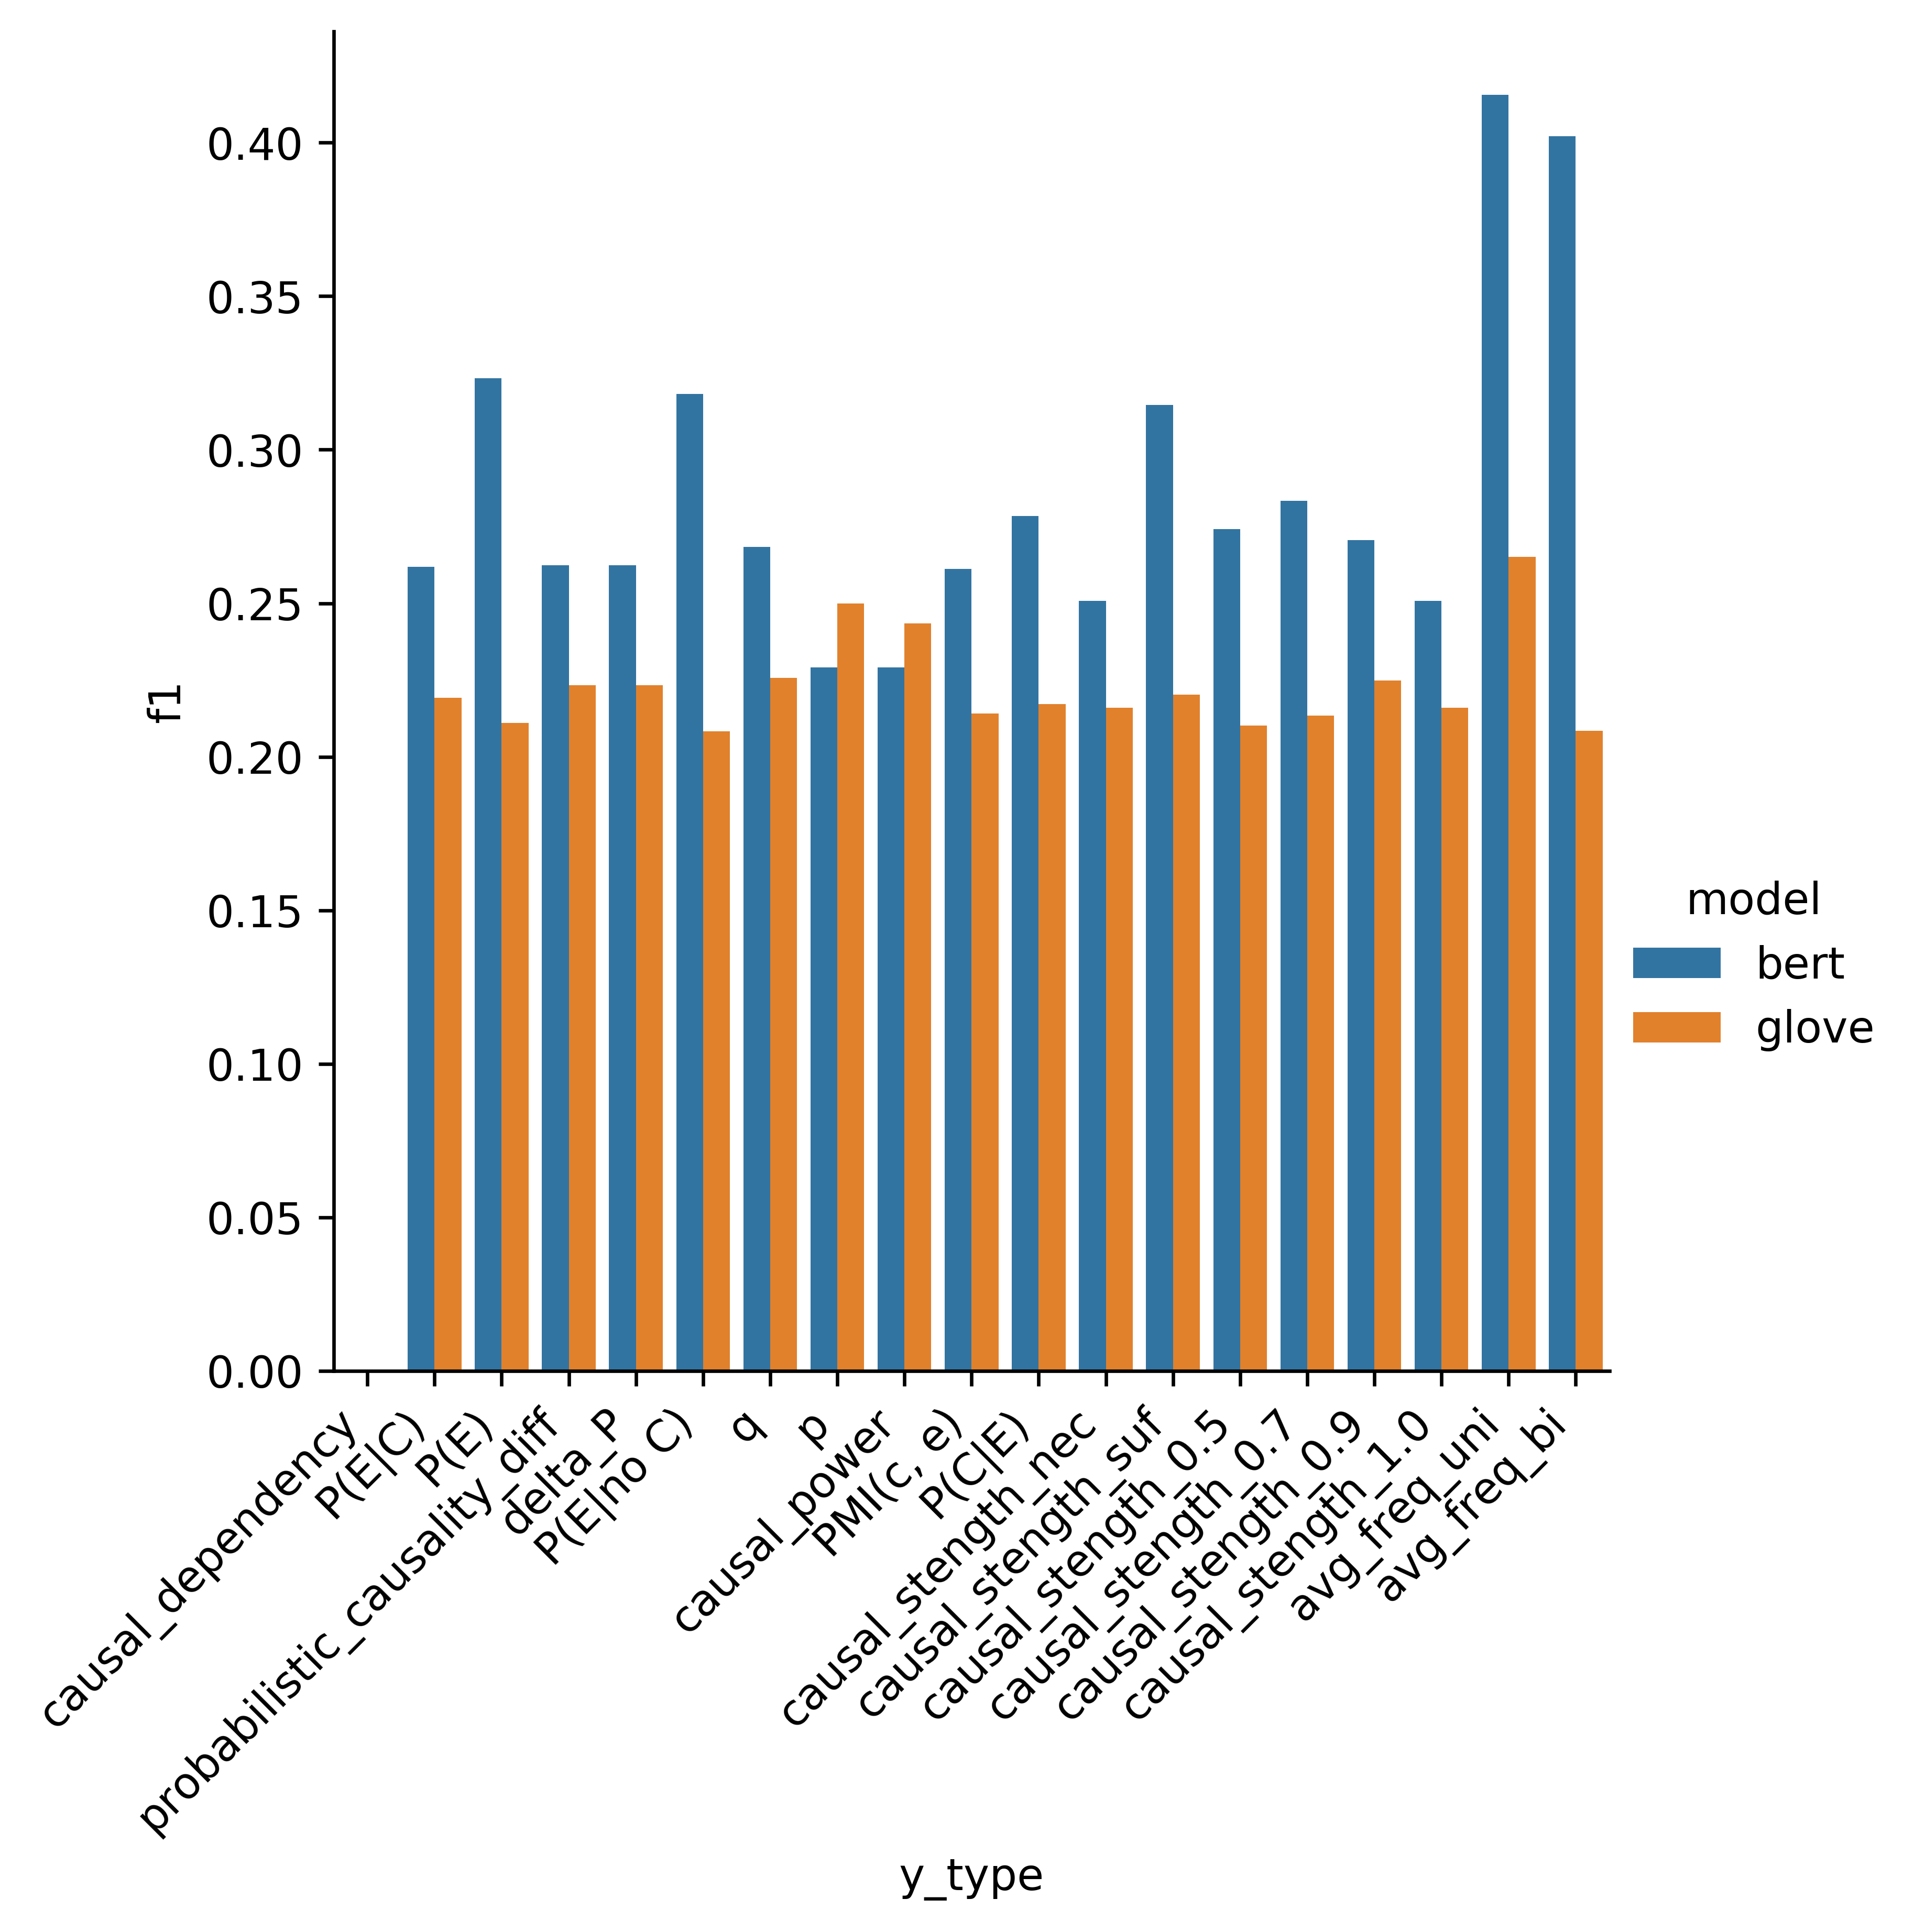 0.40
0.35
0.30
0.25
0.20
0.15
0.10
0.05
0.00
f1
causal_dependency
P(E|C)
P(E)
probabilistic_causality_diff
delta_P
P(E|no C)
q
p
causal_power
PMI(c, e)
P(C|E)
causal_stength_nec
causal_stength_suf
causal_stength_0.5
causal_stength_0.7
causal_stength_0.9
causal_stength_1.0
avg_freq_uni
avg_freq_bi
y_type
model
bert
glove